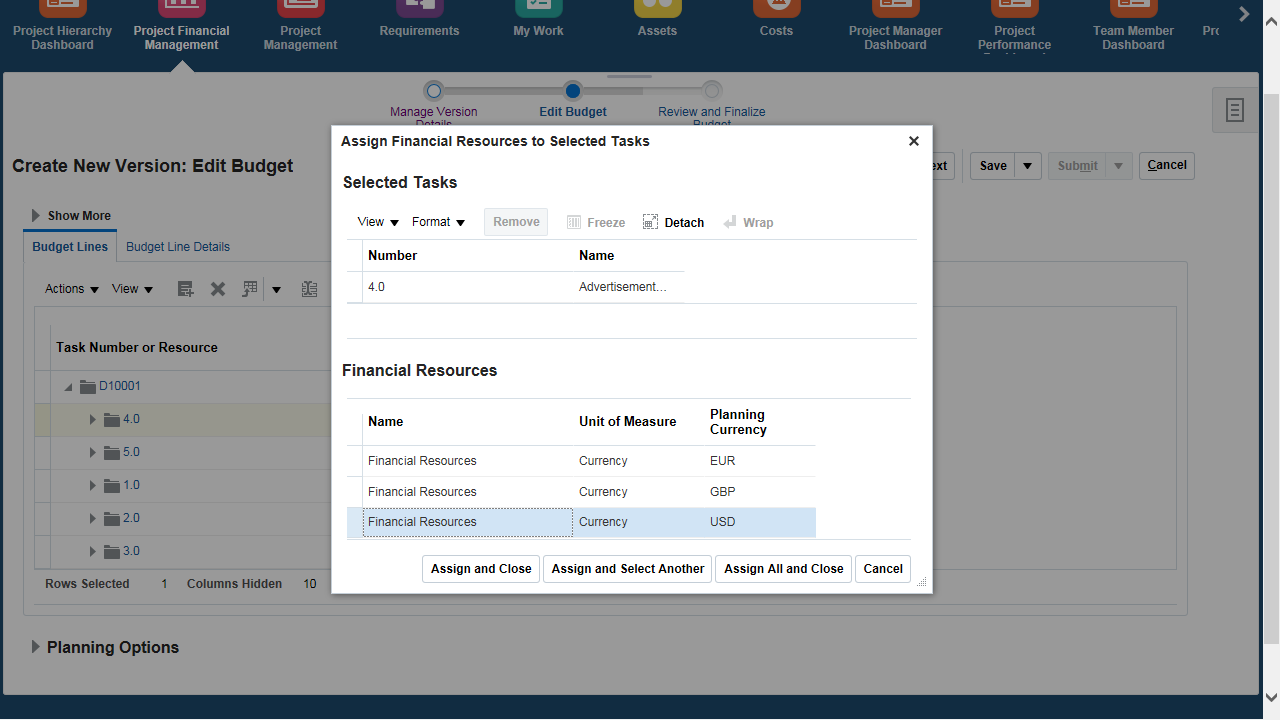 Project Hierarchy
Dashboard
Project Financial
Management
Project
Management
Requirements
My Work
Assets
Costs
Project Manager
Dashboard
Project
Performance
Dashboard
Team Member
Dashboard
Manage Version
Details
Edit Budget
Review and Finalize
Budget
Create New Version: Edit Budget
Save
Submit
Cancel
Show More
Budget Lines
Budget Line Details
Actions
View
Task Number or Resource
D10001
4.0
5.0
1.0
2.0
3.0
Rows Selected 1 Columns Hidden 10
Planning Options
Assign Financial Resources to Selected Tasks
Selected Tasks
View Format Remove Freeze Detach Wrap
Number Name
4.0 Advertisement…
Financial Resources
Name Unit of Measure Planning
Currency
Financial Resources Currency EUR
Financial Resources Currency GBP
Financial Resources Currency USD
Assign and Close Assign and Select Another Assign All and Close Cancel